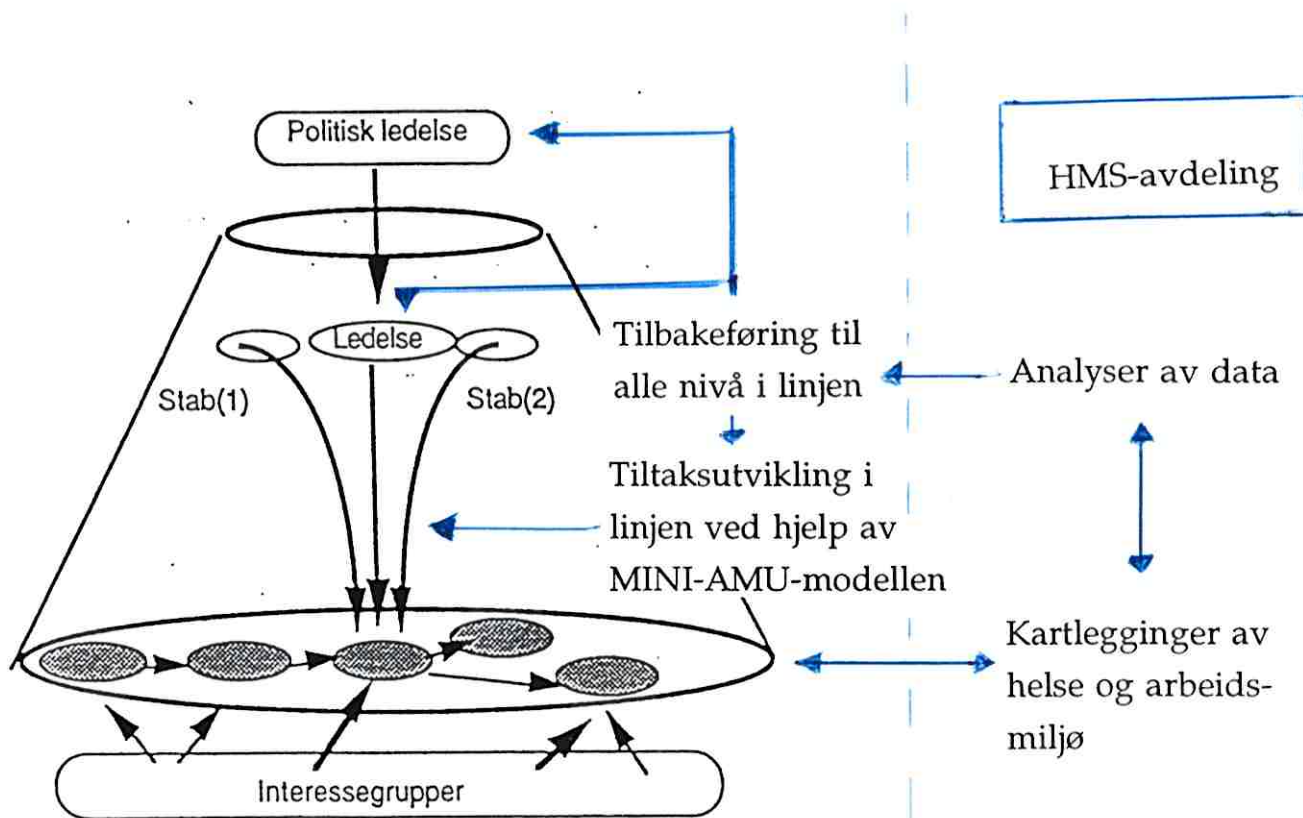 Politisk ledelse
HMS-avdeling
Ledelse
Stab(1)
Stab(2)
Tilbakeføring til
alle nivå i linjen
Analyser av data
Tiltaksutvikling i
linjen ved hjelp av
MINI-AMU-modellen
Kartlegginger av
helse og arbeids-
miljø
Interessegrupper